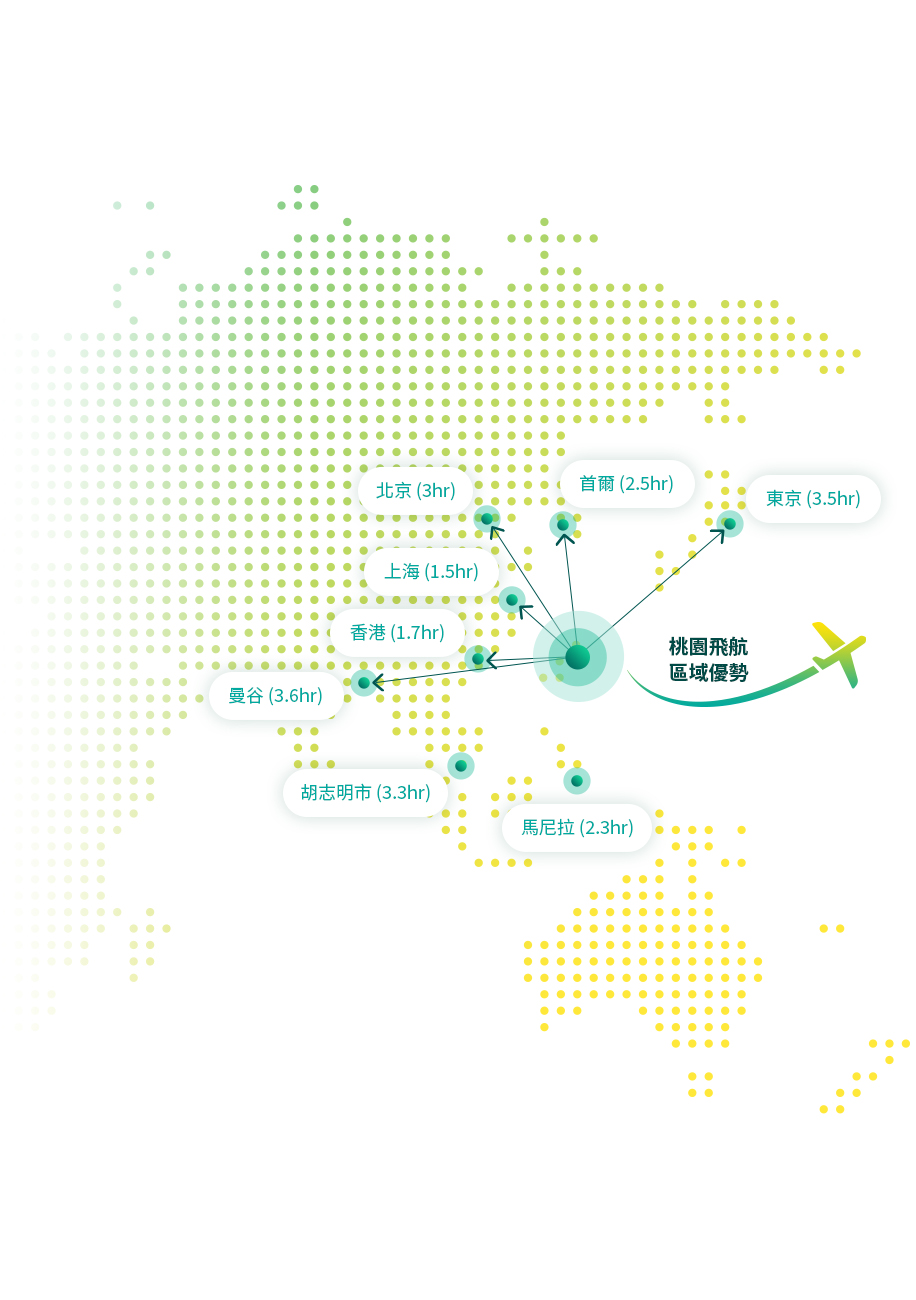 北京 (3hr)
首爾 (2.5hr)
東京 (3.5hr)
上海 (1.5hr)
香港 (1.7hr)
桃園飛航
區域優勢
曼谷 (3.6hr)
胡志明市 (3.3hr)
馬尼拉 (2.3hr)